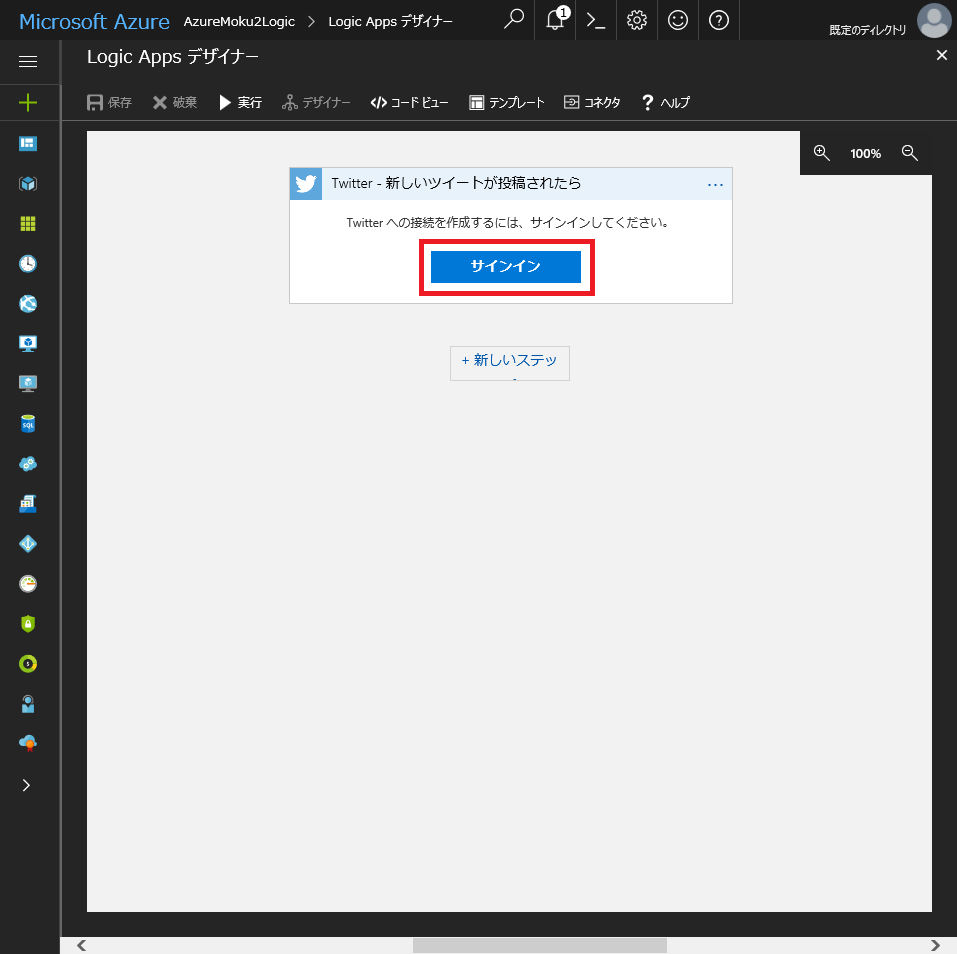 Microsoft Azure AzureMoku2Logic > Logic Apps デザイナー 1 既定のディレクトリ
Logic Apps デザイナー
保存 破棄 実行 デザイナー コード ビュー テンプレート コネクタ ヘルプ
100%
Twitter - 新しいツイートが投稿されたら
Twitter への接続を作成するには、サインインしてください。
サインイン
+ 新しいステッ
SQL